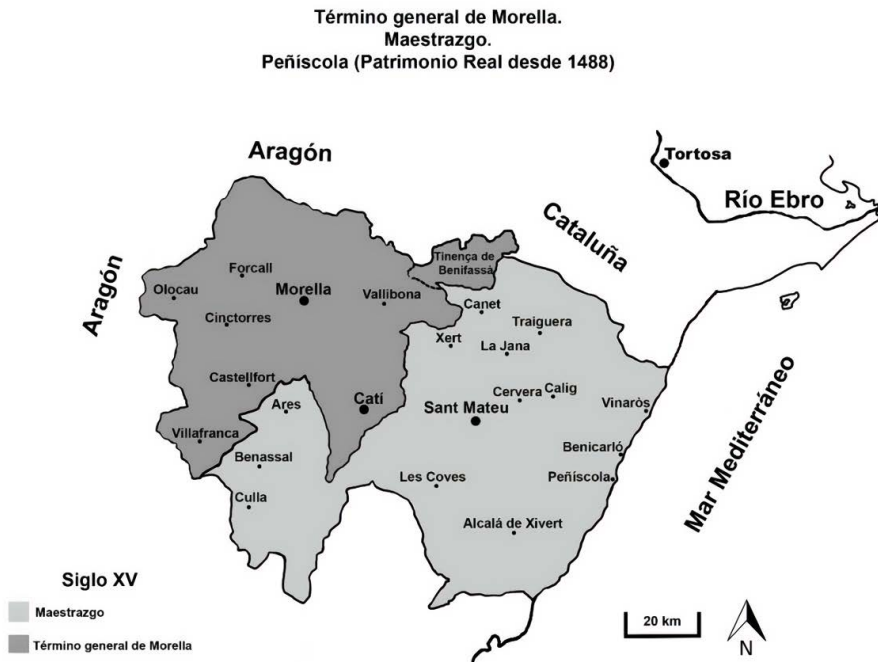 Término general de Morella.
Maestrazgo.
Peñíscola (Patrimonio Real desde 1488)
Aragón
Tortosa
Río Ebro
Cataluña
Tinença de
Benifassà
Aragón
Forcall
Olocau
Morella
Vallibona
Cinctorres
Canet
Traiguera
Xert
La Jana
Castellfort
Ares
Catí
Cervera
Calig
Sant Mateu
Vinaròs
Mar Mediterráneo
Villafranca
Benassal
Benicarló
Culla
Les Coves
Peñíscola
Alcalá de Xivert
Siglo XV
Maestrazgo
Término general de Morella
20 km
N